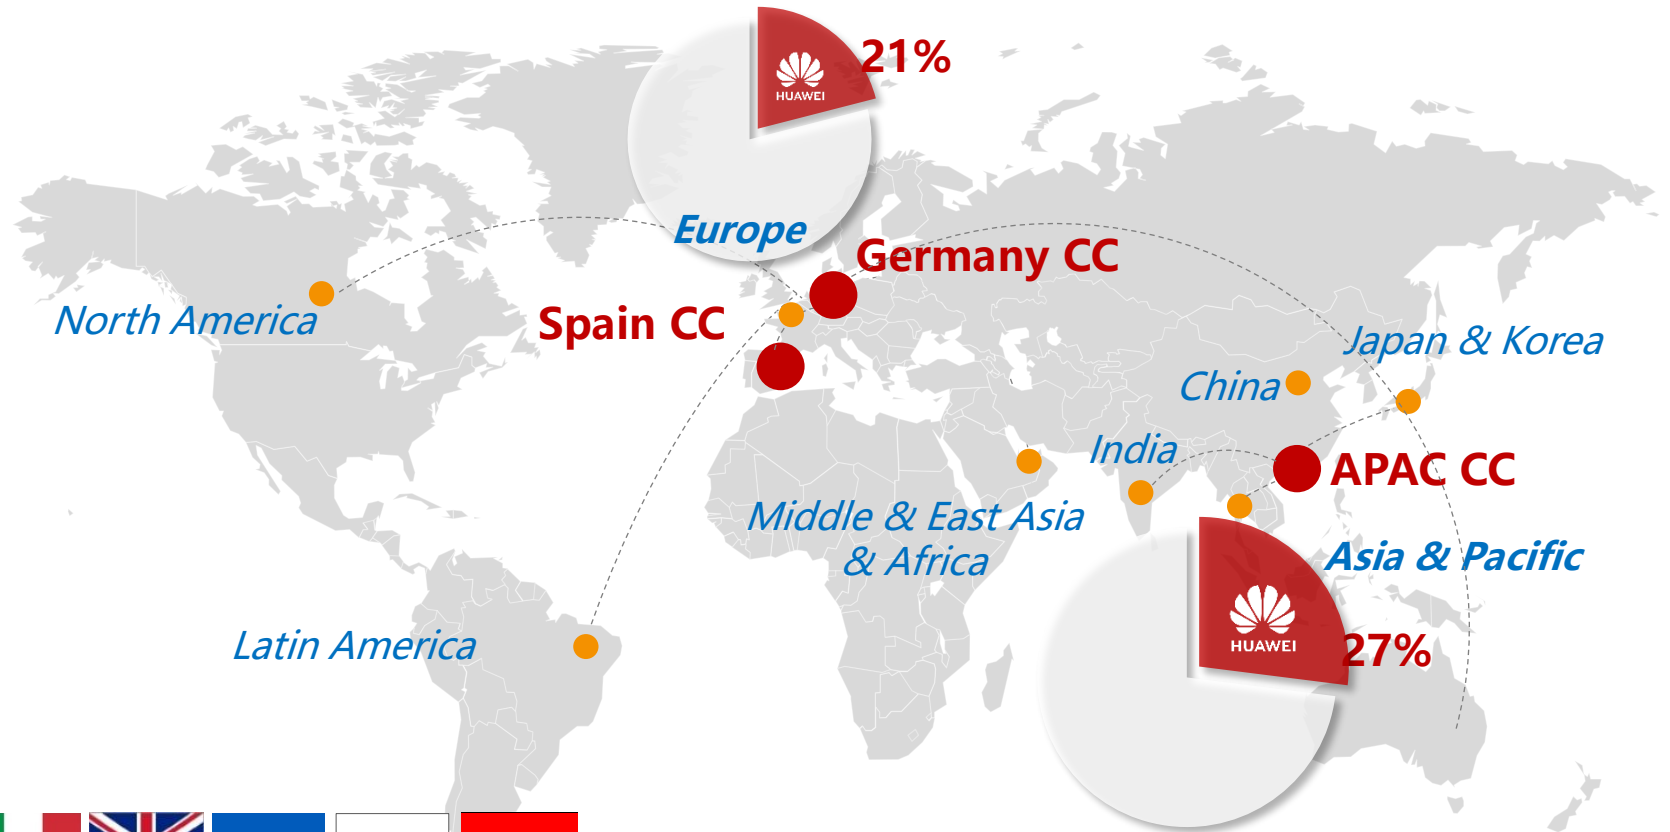 21%
HUAWEI
Europe
Germany CC
North America
Spain CC
Japan & Korea
China
India
APAC CC
Middle & East Asia
& Africa
Asia & Pacific
HUAWEI
27%
Latin America